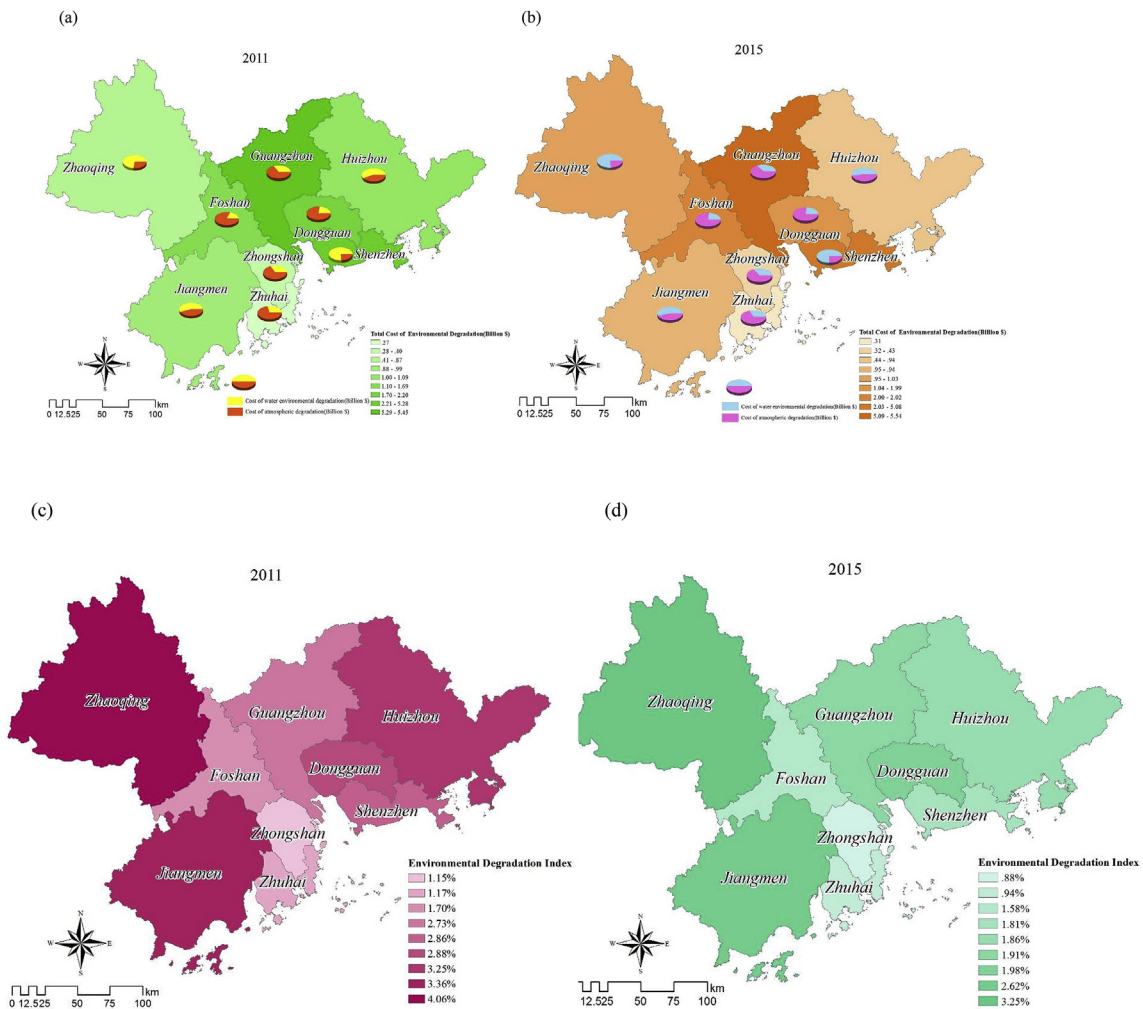 (a)
2011
Zhaoqing
Guangzhou
Huizhou
Foshan
Dongguan
Shenzhen
Zhongshan
Jiangmen
Zhuhai
N
W E
S
0 12.525 50 75 100
km
Cost of water environmental degradation(Billion $)
Cost of atmospheric degradation(Billion $)
Total Cost of Environmental Degradation(Billion $)
.27
.28 - .40
.41 - .87
.88 - .99
1.00 - 1.09
1.10 - 1.69
1.70 - 2.20
2.21 - 5.28
5.29 - 5.45
(b)
2015
Zhaoqing
Guangzhou
Huizhou
Foshan
Dongguan
Shenzhen
Zhongshan
Jiangmen
Zhuhai
N
W E
S
0 12.525 50 75 100
km
Cost of water environmental degradation(Billion $)
Cost of atmospheric degradation(Billion $)
Total Cost of Environmental Degradation(Billion $)
.31
.32 - .43
.44 - .94
.95 - .94
.95 - 1.03
1.04 - 1.99
2.00 - 2.02
2.03 - 5.08
5.09 - 5.54
(c)
2011
Zhaoqing
Guangzhou
Huizhou
Foshan
Dongguan
Shenzhen
Zhongshan
Jiangmen
Zhuhai
N
W E
S
0 12.525 50 75 100
km
Environmental Degradation Index
1.15%
1.17%
1.70%
2.73%
2.86%
2.88%
3.25%
3.36%
4.06%
(d)
2015
Zhaoqing
Guangzhou
Huizhou
Foshan
Dongguan
Shenzhen
Zhongshan
Jiangmen
Zhuhai
N
W E
S
0 12.525 50 75 100
km
Environmental Degradation Index
.88%
.94%
1.58%
1.81%
1.86%
1.91%
1.98%
2.62%
3.25%